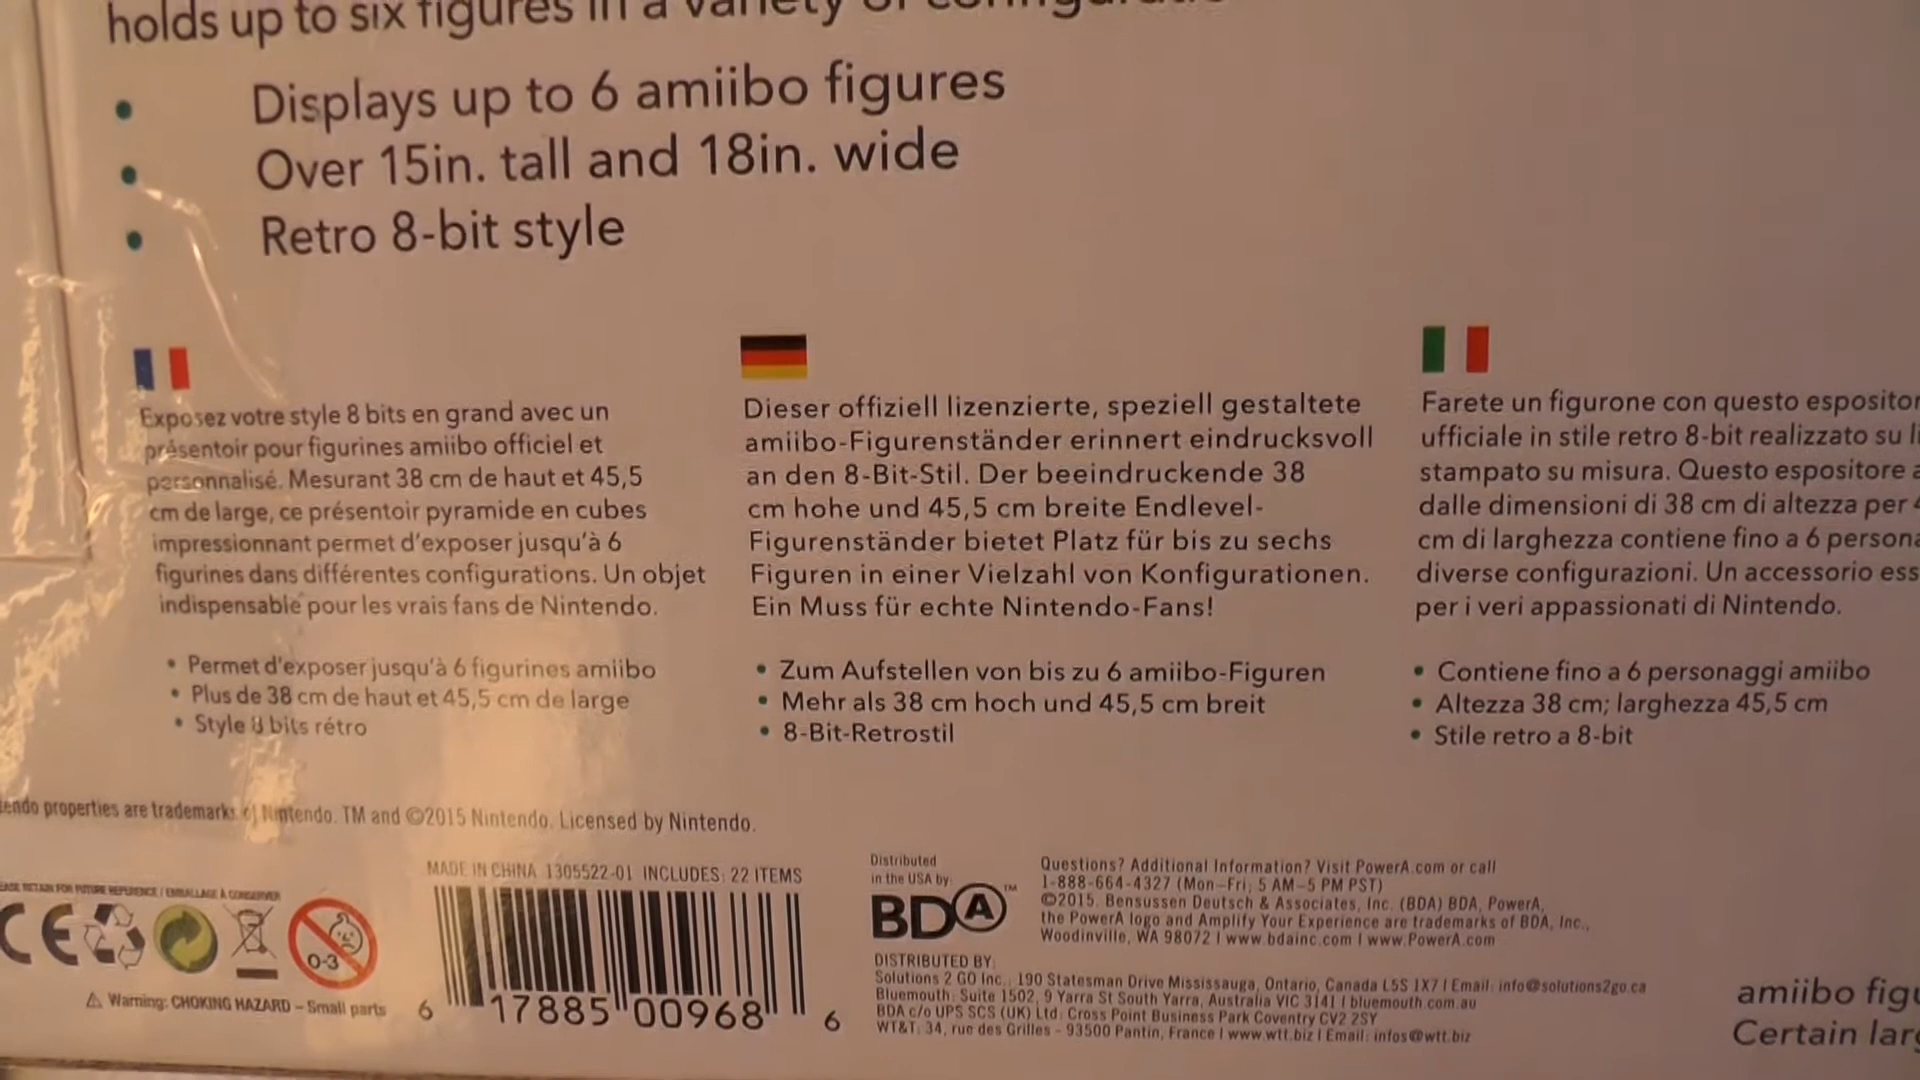 holds up to six figures in a variety of
• Displays up to 6 amiibo figures
• Over 15in. tall and 18in. wide
• Retro 8-bit style
Exposez votre style 8 bits en grand avec un
présentoir pour figurines amiibo officiel et
personnalisé. Mesurant 38 cm de haut et 45,5
cm de large, ce présentoir pyramide en cubes
impressionnant permet d'exposer jusqu'à 6
figurines dans différentes configurations. Un objet
indispensable pour les vrais fans de Nintendo.
• Permet d'exposer jusqu'à 6 figurines amiibo
• Plus de 38 cm de haut et 45,5 cm de large
• Style 8 bits rétro
Dieser offiziell lizenzierte, speziell gestaltete
amiibo-Figurenständer erinnert eindrucksvoll
an den 8-Bit-Stil. Der beeindruckende 38
cm hohe und 45,5 cm breite Endlevel-
Figurenständer bietet Platz für bis zu sechs
Figuren in einer Vielzahl von Konfigurationen.
Ein Muss für echte Nintendo-Fans!
• Zum Aufstellen von bis zu 6 amiibo-Figuren
• Mehr als 38 cm hoch und 45,5 cm breit
• 8-Bit-Retrostil
Farete un figurone con questo espositor
ufficiale in stile retro 8-bit realizzato su
stampato su misura. Questo espositore
dalle dimensioni di 38 cm di altezza per
cm di larghezza contiene fino a 6 persona
diverse configurazioni. Un accessorio ess
per i veri appassionati di Nintendo.
• Contiene fino a 6 personaggi amiibo
• Altezza 38 cm; larghezza 45,5 cm
• Stile retro a 8-bit
tendo properties are trademarks of Nintendo. TM and ©2015 Nintendo. Licensed by Nintendo.
EASE RETAIN FOR FUTURE REFERENCE / EMBALLAGE À CONSERVER
CE
0-3
⚠ Warning: CHOKING HAZARD – Small parts
MADE IN CHINA 1305522-01 INCLUDES: 22 ITEMS
6 17885 00968 6
Distributed
in the USA by:
BDA™
Questions? Additional Information? Visit PowerA.com or call
1-888-664-4327 (Mon–Fri, 5 AM–5 PM PST)
©2015. Bensussen Deutsch & Associates, Inc. (BDA) BDA, PowerA,
the PowerA logo and Amplify Your Experience are trademarks of BDA, Inc.,
Woodinville, WA 98072 | www.bdainc.com | www.PowerA.com
DISTRIBUTED BY:
Solutions 2 GO Inc., 190 Statesman Drive Mississauga, Ontario, Canada L5S 1X7 | Email: info@solutions2go.ca
Bluemouth: Suite 1502, 9 Yarra St South Yarra, Australia VIC 3141 | bluemouth.com.au
BDA c/o UPS SCS (UK) Ltd: Cross Point Business Park Coventry CV2 2SY
WT&T: 34, rue des Grilles - 93500 Pantin, France | www.wtt.biz | Email: infos@wtt.biz
amiibo figu
Certain larg